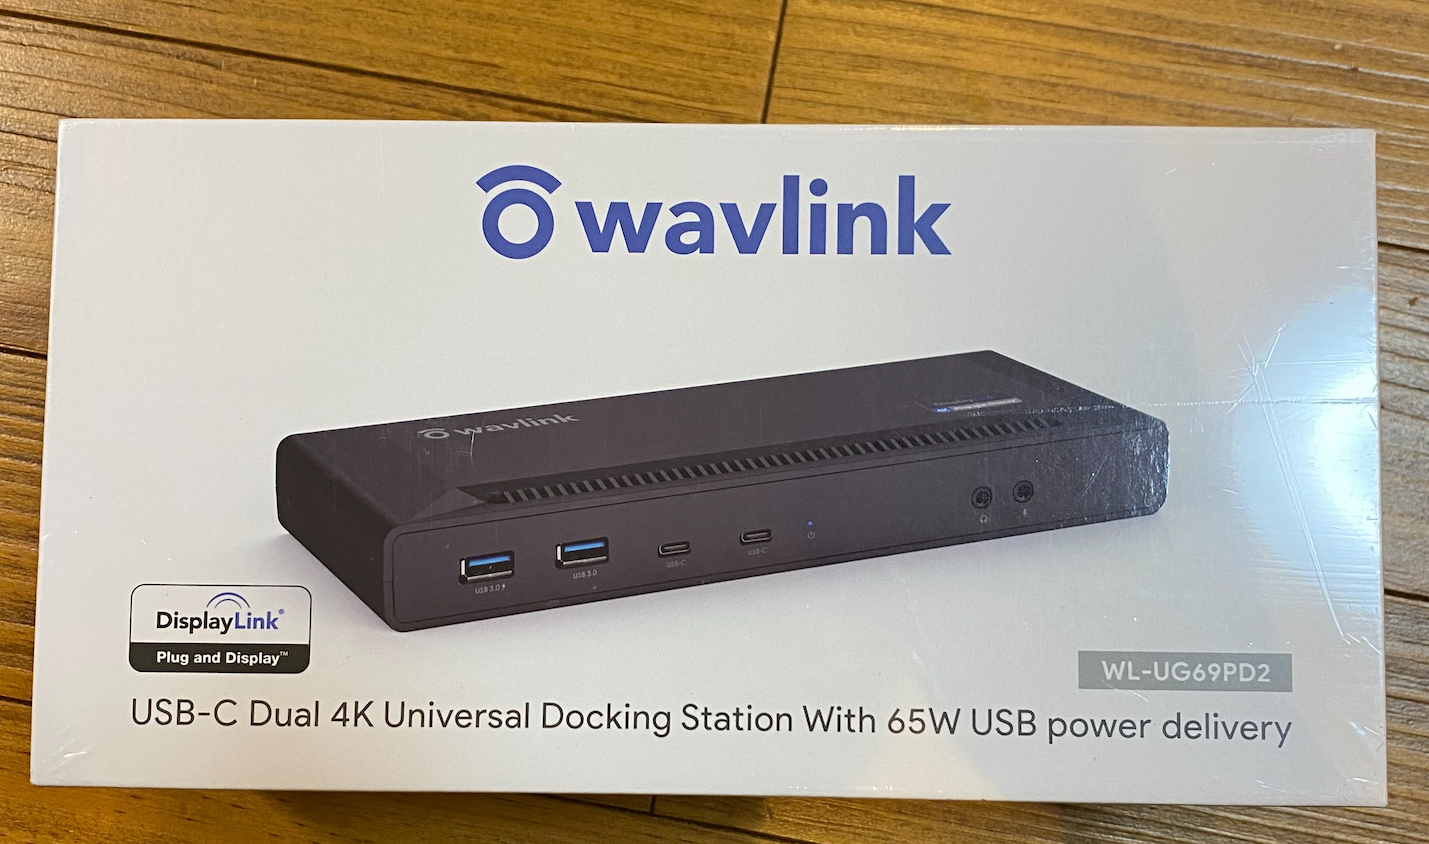 wavlink
wavlink
USB 3.0
USB 3.0
USB-C
USB-C
DisplayLink®
Plug and Display™
WL-UG69PD2
USB-C Dual 4K Universal Docking Station With 65W USB power delivery